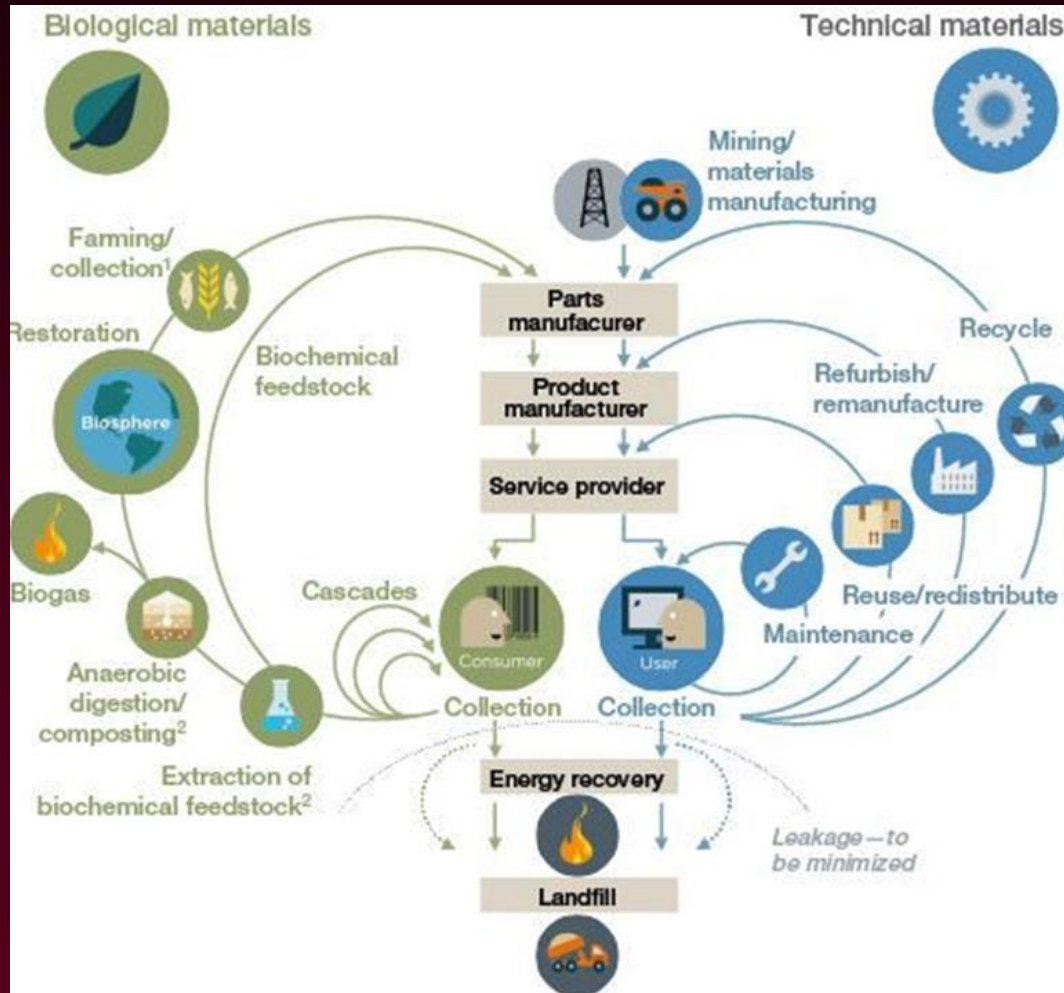 Biological materials
Technical materials
Mining/
materials
manufacturing
Farming/
collection¹
Restoration
Biosphere
Biochemical
feedstock
Parts
manufacurer
Product
manufacturer
Service provider
Recycle
Refurbish/
remanufacture
Reuse/redistribute
Maintenance
Biogas
Cascades
Consumer
User
Anaerobic
digestion/
composting²
Collection
Collection
Extraction of
biochemical feedstock²
Energy recovery
Leakage—to
be minimized
Landfill